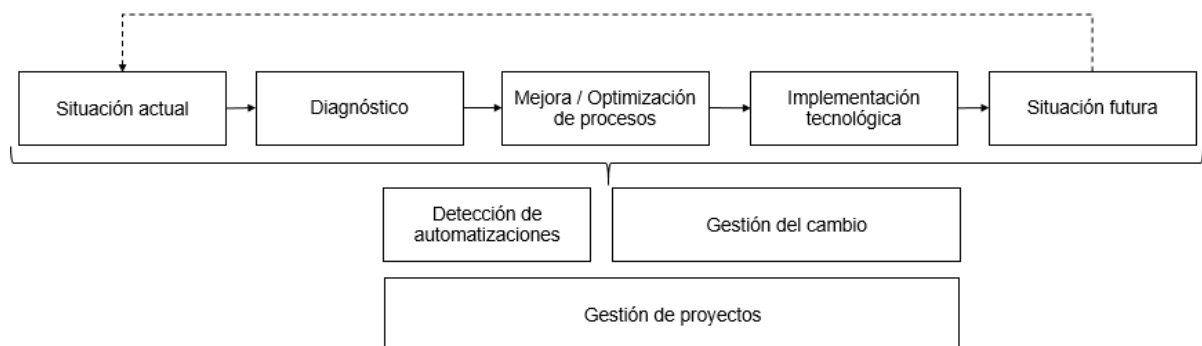 Situación actual
Diagnóstico
Mejora / Optimización
de procesos
Implementación
tecnológica
Situación futura
Detección de
automatizaciones
Gestión del cambio
Gestión de proyectos